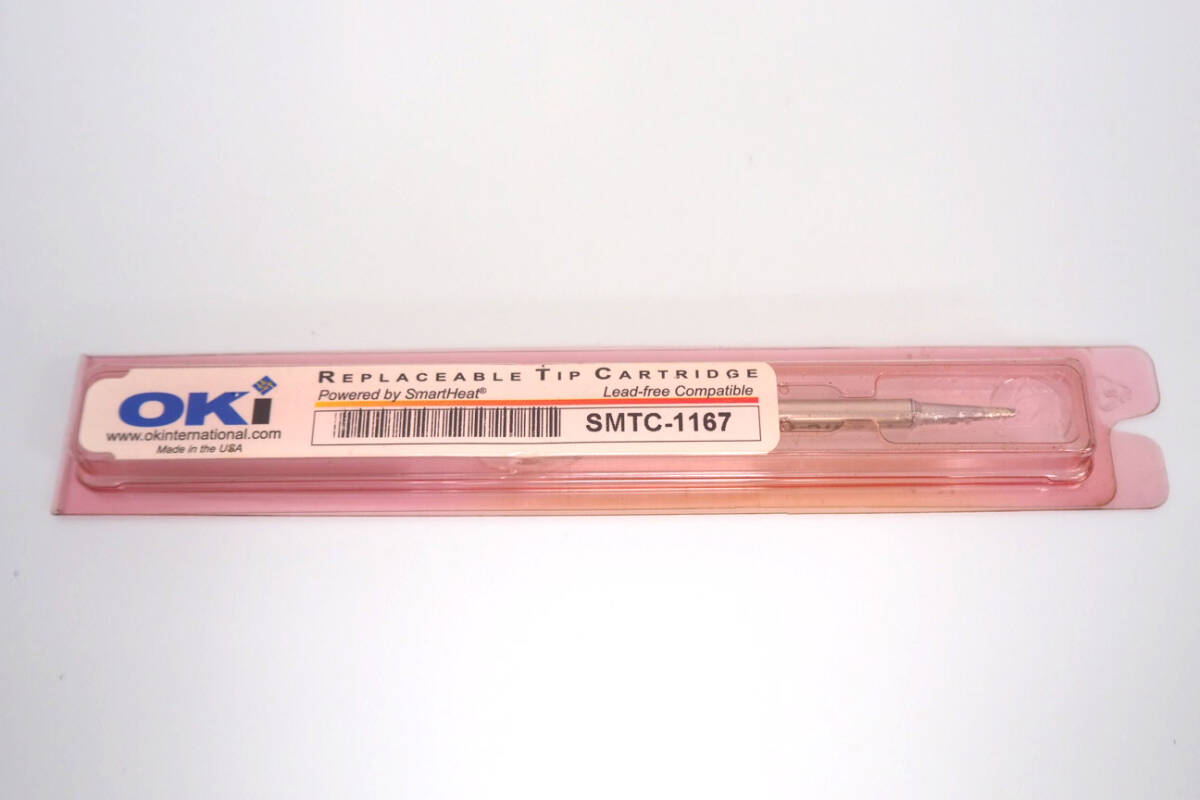 OKi
www.okinternational.com
Made in the USA
REPLACEABLE TIP CARTRIDGE
Powered by SmartHeat® Lead-free Compatible
SMTC-1167